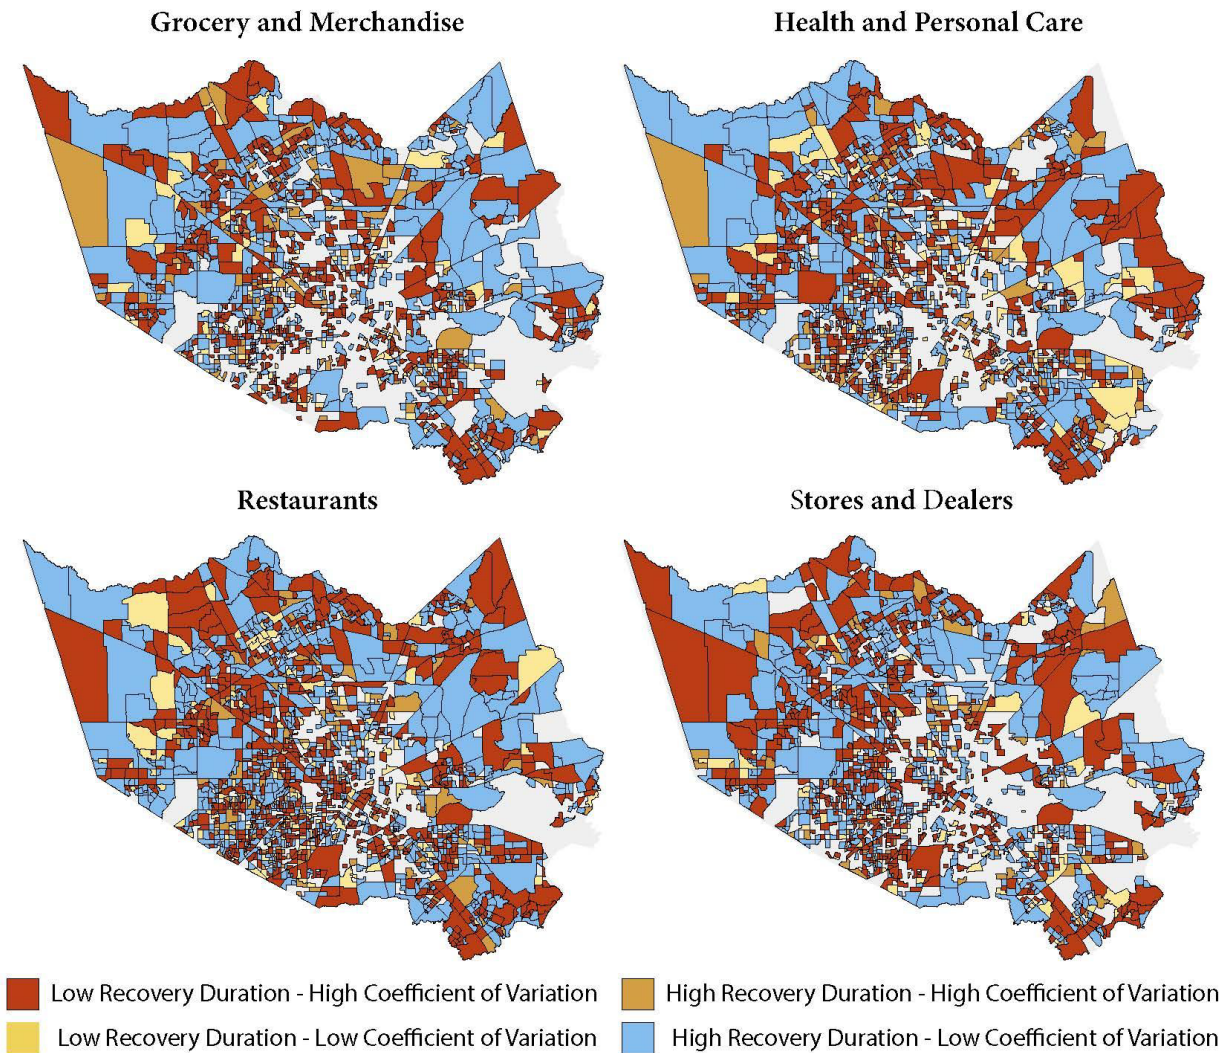 Grocery and Merchandise
Health and Personal Care
Restaurants
Stores and Dealers
Low Recovery Duration - High Coefficient of Variation
High Recovery Duration - High Coefficient of Variation
Low Recovery Duration - Low Coefficient of Variation
High Recovery Duration - Low Coefficient of Variation